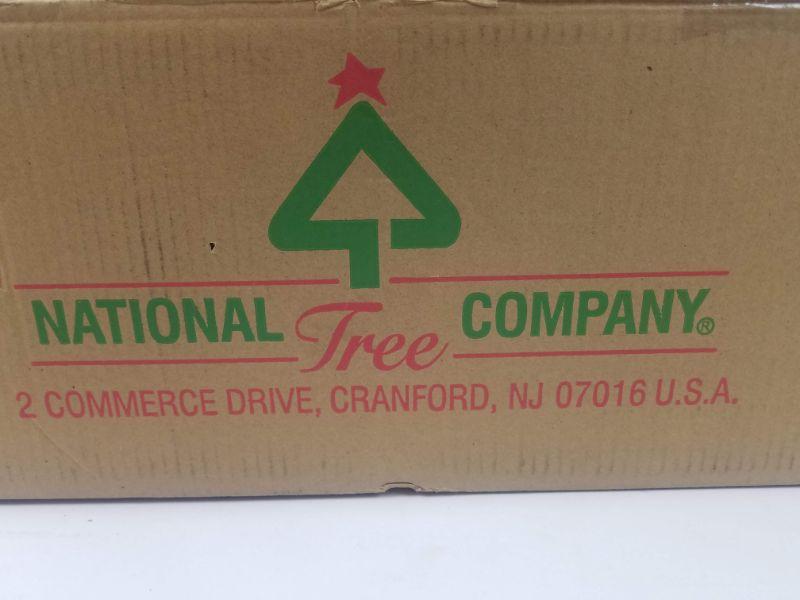 NATIONAL Tree COMPANY®
2 COMMERCE DRIVE, CRANFORD, NJ 07016 U.S.A.